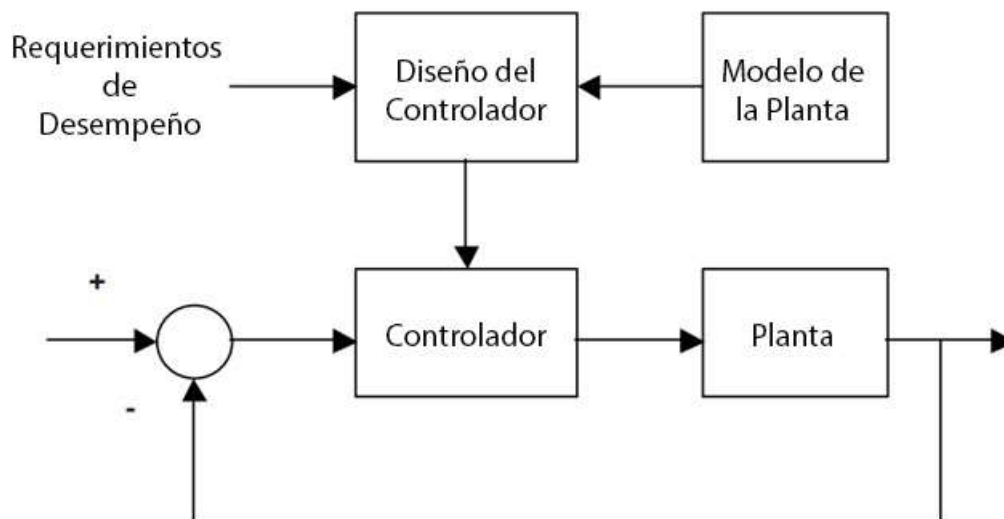 Requerimientos
de
Desempeño
Diseño del
Controlador
Modelo de
la Planta
+
-
Controlador
Planta